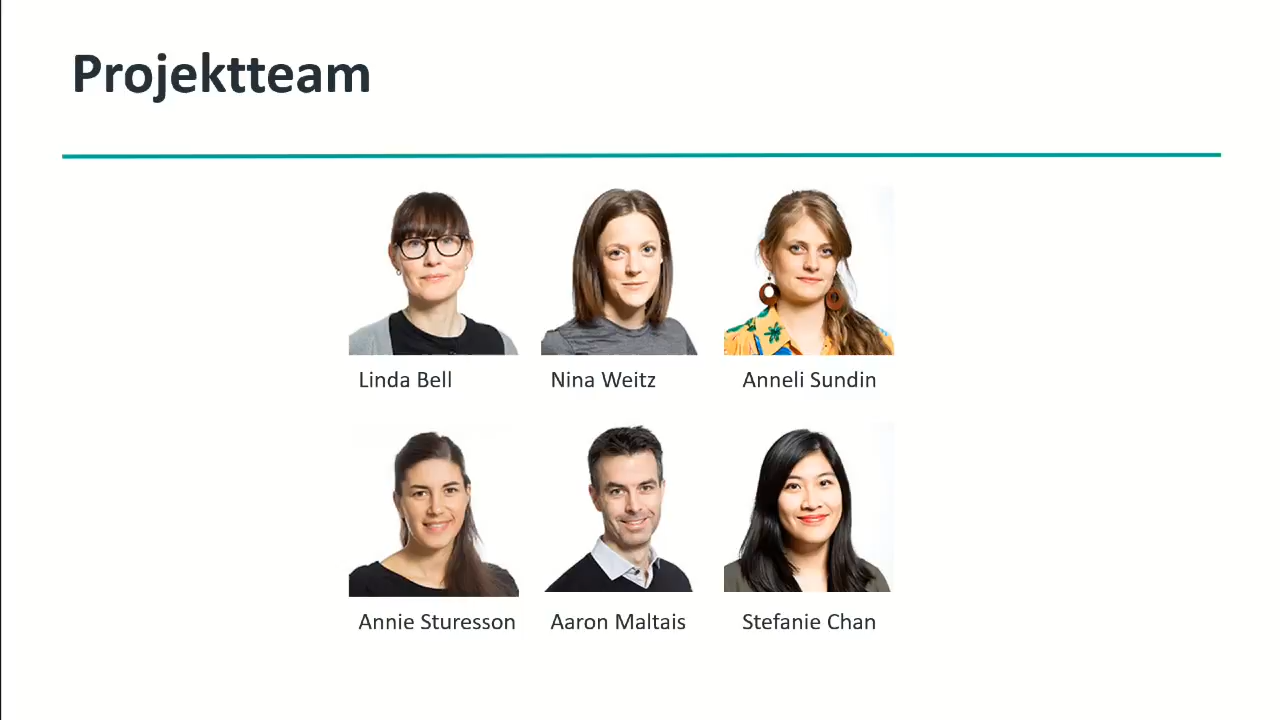 Projektteam
Linda Bell
Nina Weitz
Anneli Sundin
Annie Sturesson
Aaron Maltais
Stefanie Chan